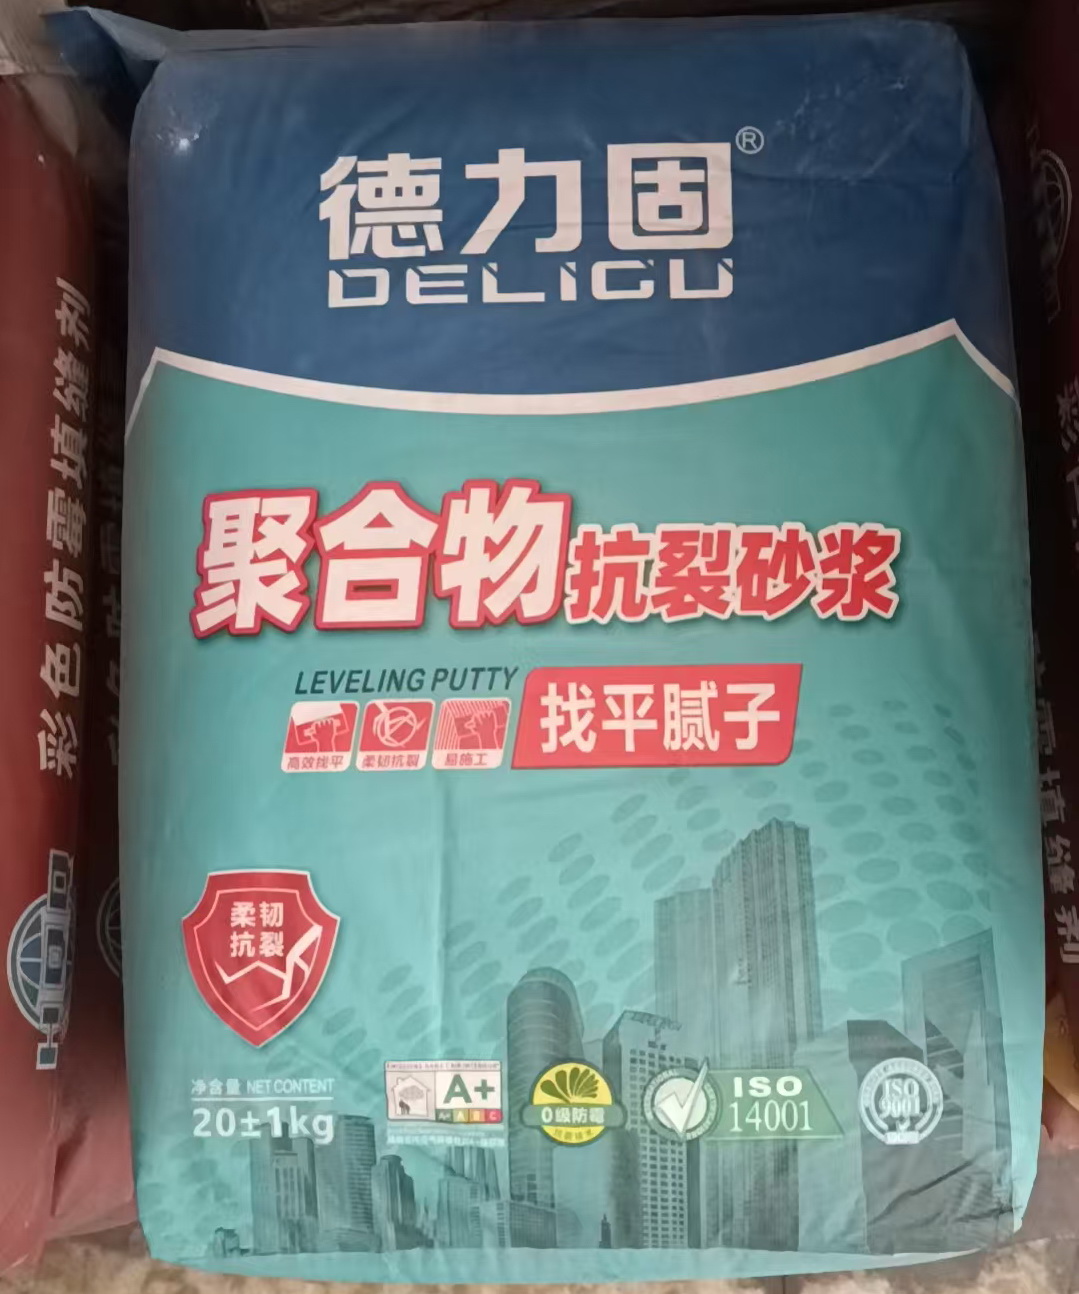 德力固®
DELIGU
聚合物抗裂砂浆
LEVELING PUTTY
找平腻子
高效找平
柔韧抗裂
易施工
柔韧
抗裂
净含量 NET CONTENT
20±1kg
A+
A+ A B C
0级防霉
ISO
14001
ISO
9001
彩色防霉填缝剂